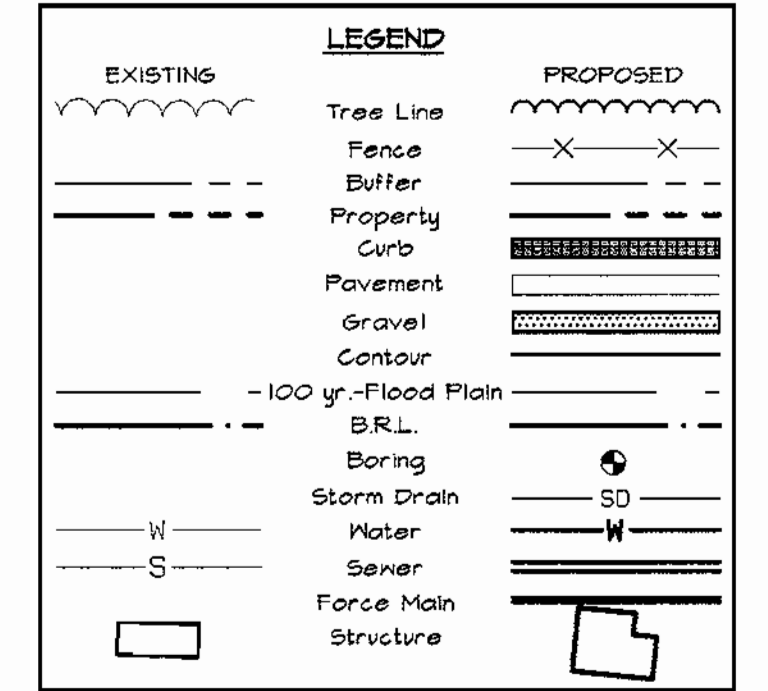 LEGEND
EXISTING PROPOSED
Tree Line
Fence
Buffer
Property
Curb
Pavement
Gravel
Contour
100 yr.-Flood Plain
B.R.L.
Boring
Storm Drain SD
W Water W
S Sewer
Force Main
Structure